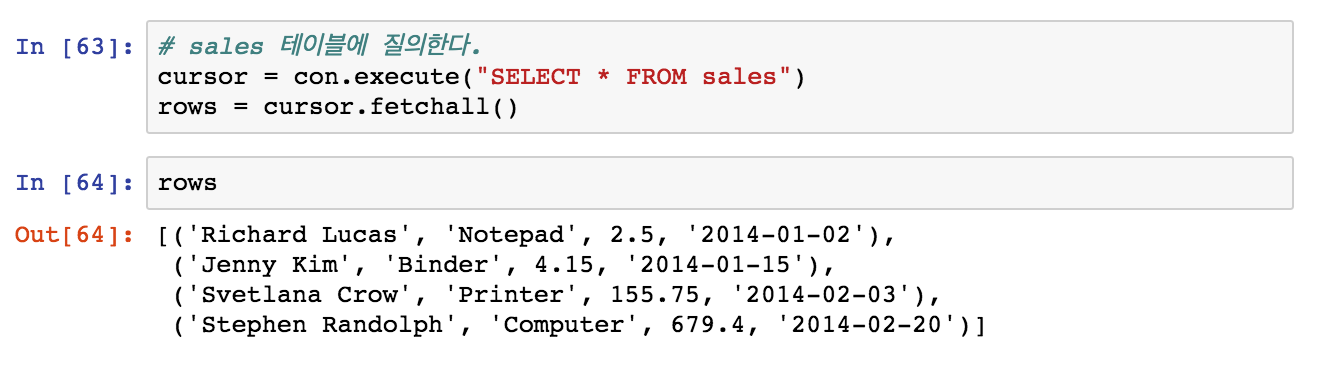 In [63]: # sales 테이블에 질의한다.
cursor = con.execute("SELECT * FROM sales")
rows = cursor.fetchall()
In [64]: rows
Out[64]: [('Richard Lucas', 'Notepad', 2.5, '2014-01-02'),
('Jenny Kim', 'Binder', 4.15, '2014-01-15'),
('Svetlana Crow', 'Printer', 155.75, '2014-02-03'),
('Stephen Randolph', 'Computer', 679.4, '2014-02-20')]